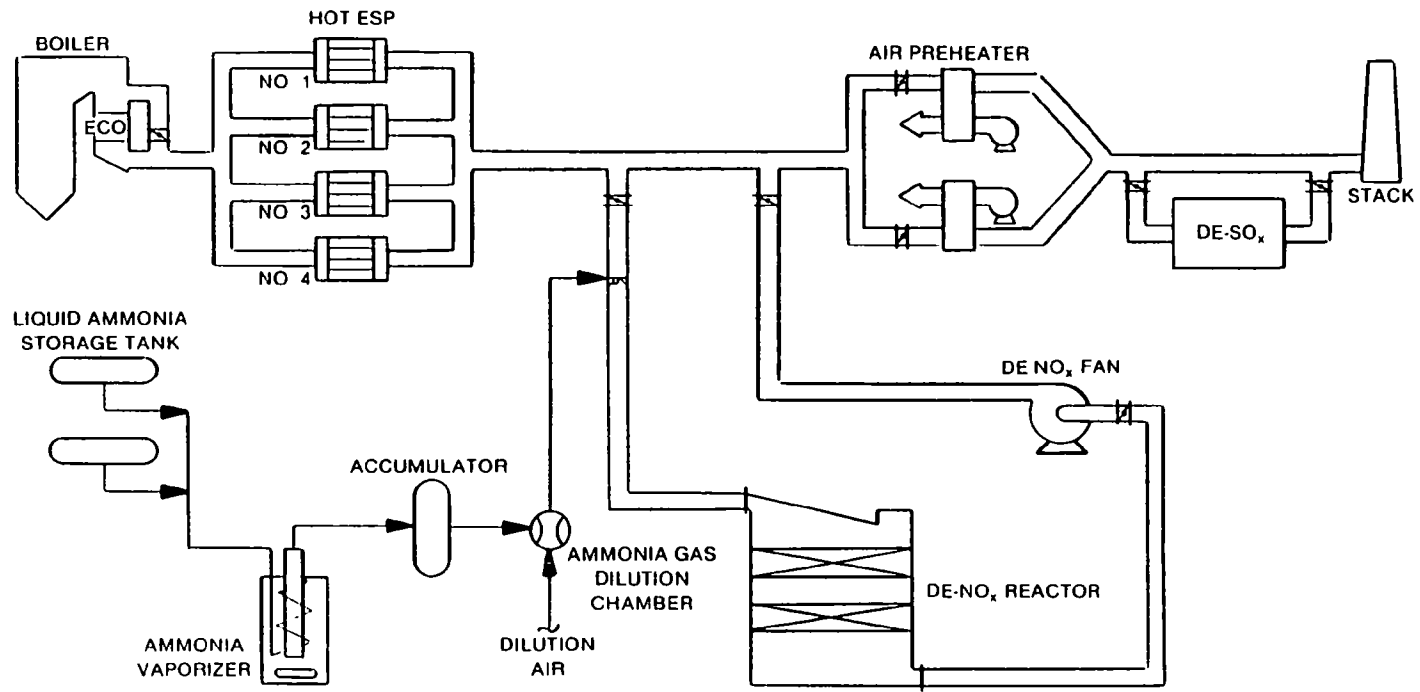 HOT ESP
BOILER
AIR PREHEATER
NO 1
ECO
NO 2
NO 3
STACK
DE-SOₓ
NO 4
LIQUID AMMONIA
STORAGE TANK
DE NOₓ FAN
ACCUMULATOR
AMMONIA GAS
DILUTION
CHAMBER
DE-NOₓ REACTOR
AMMONIA
VAPORIZER
DILUTION
AIR